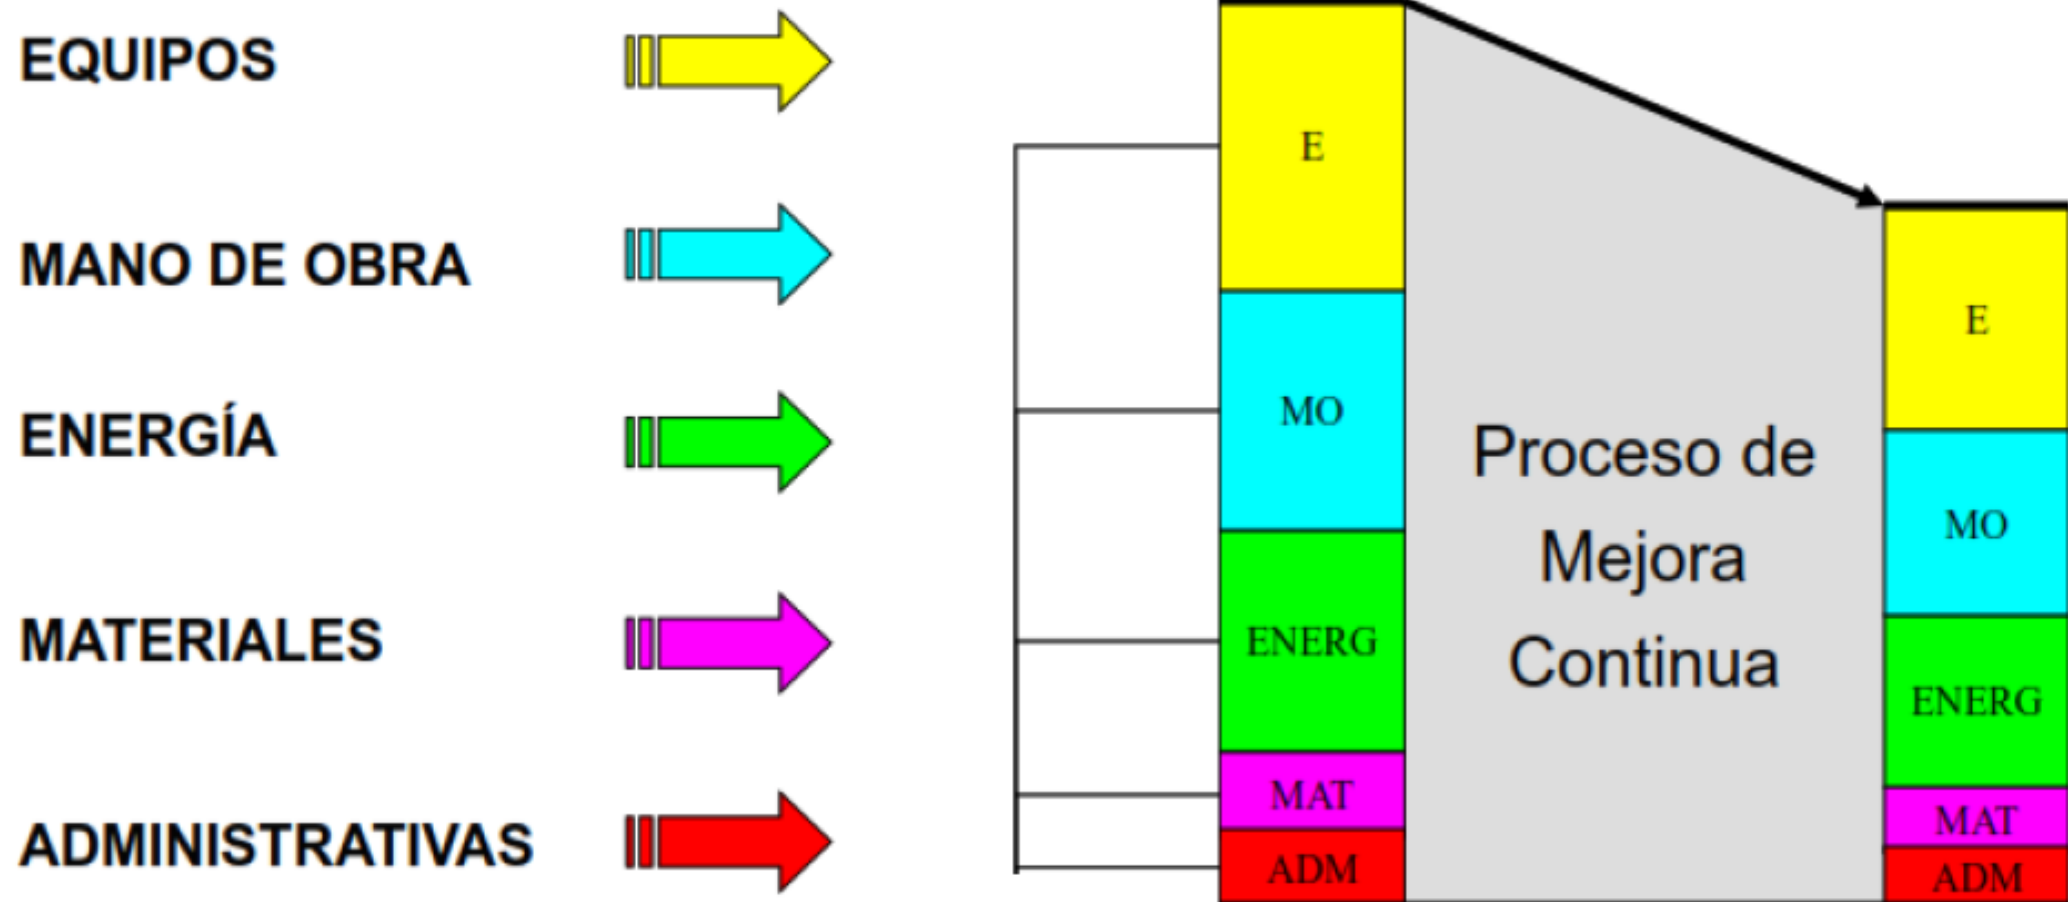 EQUIPOS
MANO DE OBRA
ENERGÍA
MATERIALES
ADMINISTRATIVAS
E
MO
ENERG
MAT
ADM
Proceso de
Mejora
Continua
E
MO
ENERG
MAT
ADM